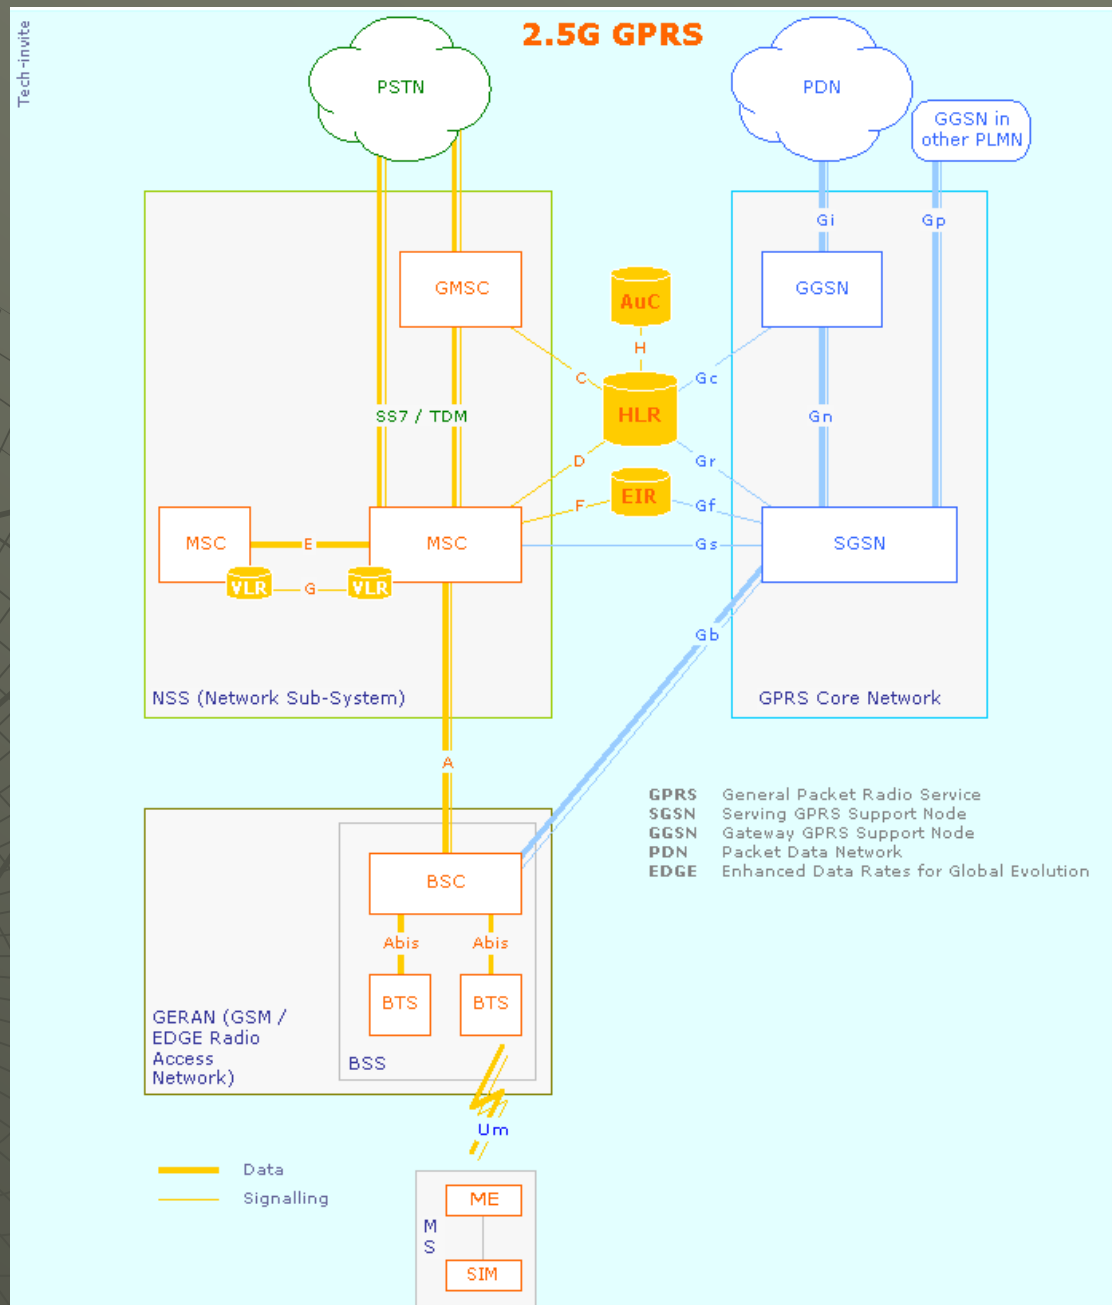 Tech-invite
2.5G GPRS
PSTN
PDN
GGSN in
other PLMN
Gi
Gp
GMSC
AuC
GGSN
H
C
Gc
HLR
SS7 / TDM
Gn
D
Gr
EIR
F
Gf
MSC
E
MSC
Gs
SGSN
VLR
G
VLR
Gb
NSS (Network Sub-System)
GPRS Core Network
A
GPRS General Packet Radio Service
SGSN Serving GPRS Support Node
GGSN Gateway GPRS Support Node
PDN Packet Data Network
EDGE Enhanced Data Rates for Global Evolution
BSC
Abis
Abis
BTS
BTS
GERAN (GSM /
EDGE Radio
Access
Network)
BSS
Um
Data
Signalling
ME
M
S
SIM